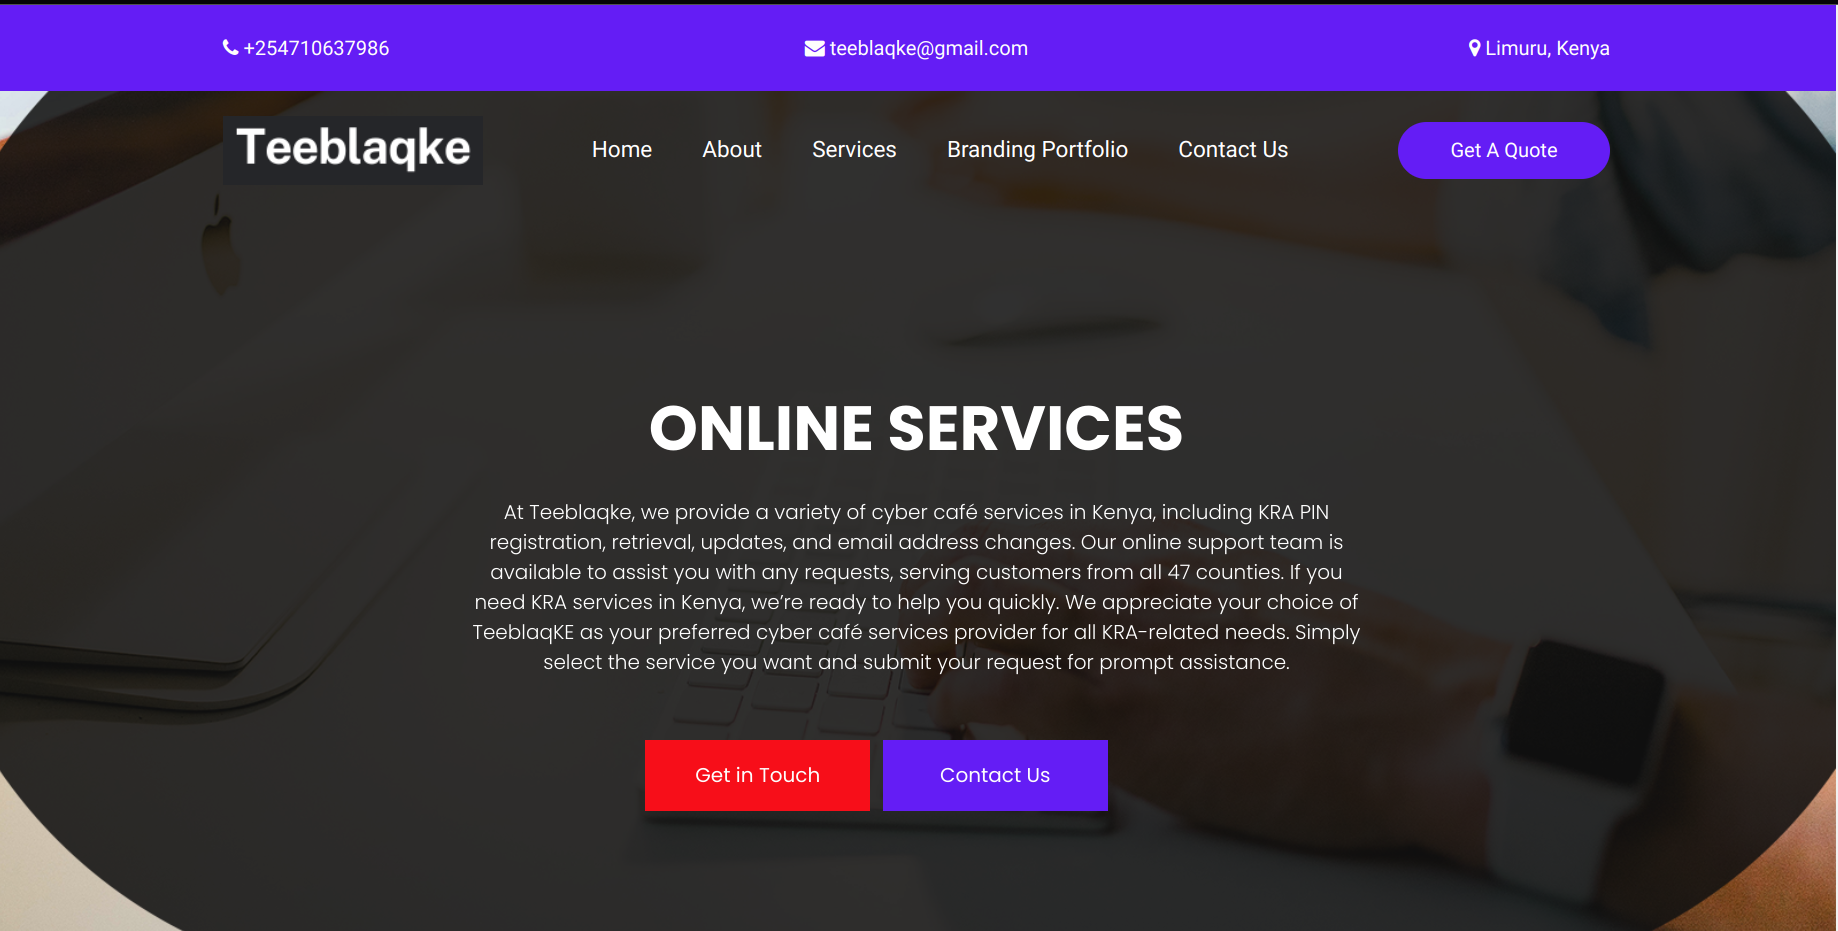 +254710637986
teeblaqke@gmail.com
Limuru, Kenya
Teeblaqke
Home
About
Services
Branding Portfolio
Contact Us
Get A Quote
ONLINE SERVICES
At Teeblaqke, we provide a variety of cyber café services in Kenya, including KRA PIN
registration, retrieval, updates, and email address changes. Our online support team is
available to assist you with any requests, serving customers from all 47 counties. If you
need KRA services in Kenya, we’re ready to help you quickly. We appreciate your choice of
TeeblaqKE as your preferred cyber café services provider for all KRA-related needs. Simply
select the service you want and submit your request for prompt assistance.
Get in Touch
Contact Us